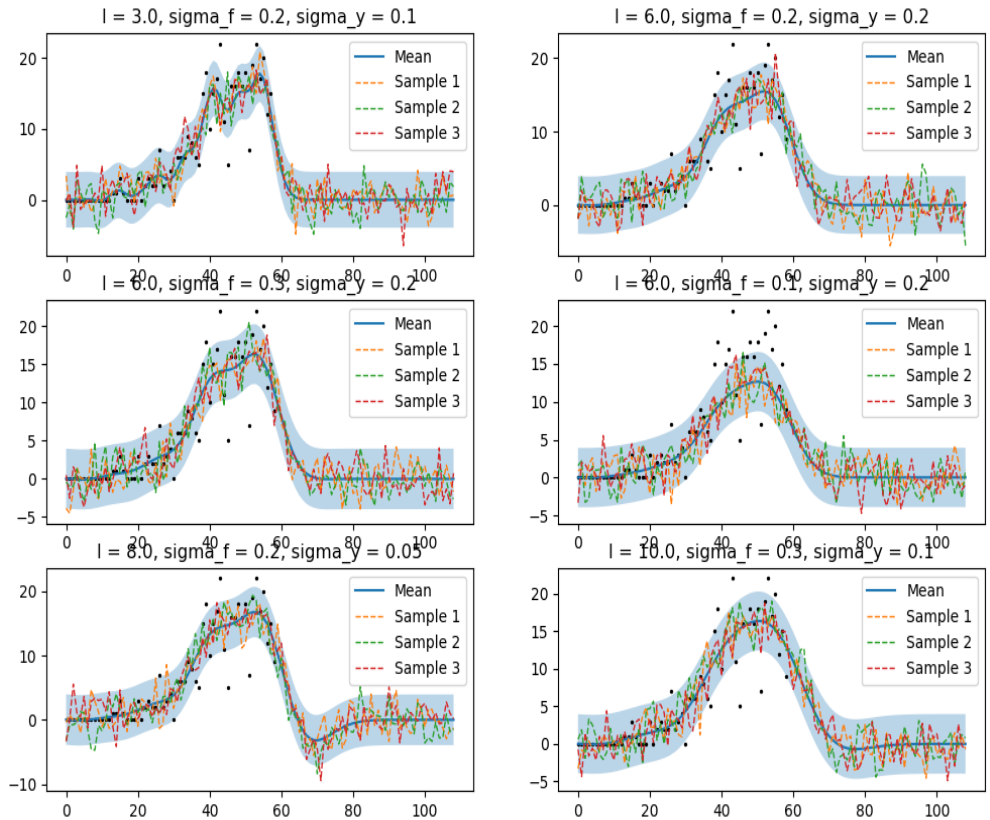 l = 3.0, sigma_f = 0.2, sigma_y = 0.1
20
10
0
0 20 40 60 80 100
Mean
Sample 1
Sample 2
Sample 3
l = 6.0, sigma_f = 0.2, sigma_y = 0.2
20
15
10
5
0
0 20 40 60 80 100
Mean
Sample 1
Sample 2
Sample 3
l = 6.0, sigma_f = 0.3, sigma_y = 0.2
20
15
10
5
0
−5
0 20 40 60 80 100
Mean
Sample 1
Sample 2
Sample 3
l = 6.0, sigma_f = 0.1, sigma_y = 0.2
20
15
10
5
0
−5
0 20 40 60 80 100
Mean
Sample 1
Sample 2
Sample 3
l = 8.0, sigma_f = 0.2, sigma_y = 0.05
20
10
0
−10
0 20 40 60 80 100
Mean
Sample 1
Sample 2
Sample 3
l = 10.0, sigma_f = 0.3, sigma_y = 0.1
20
15
10
5
0
−5
0 20 40 60 80 100
Mean
Sample 1
Sample 2
Sample 3